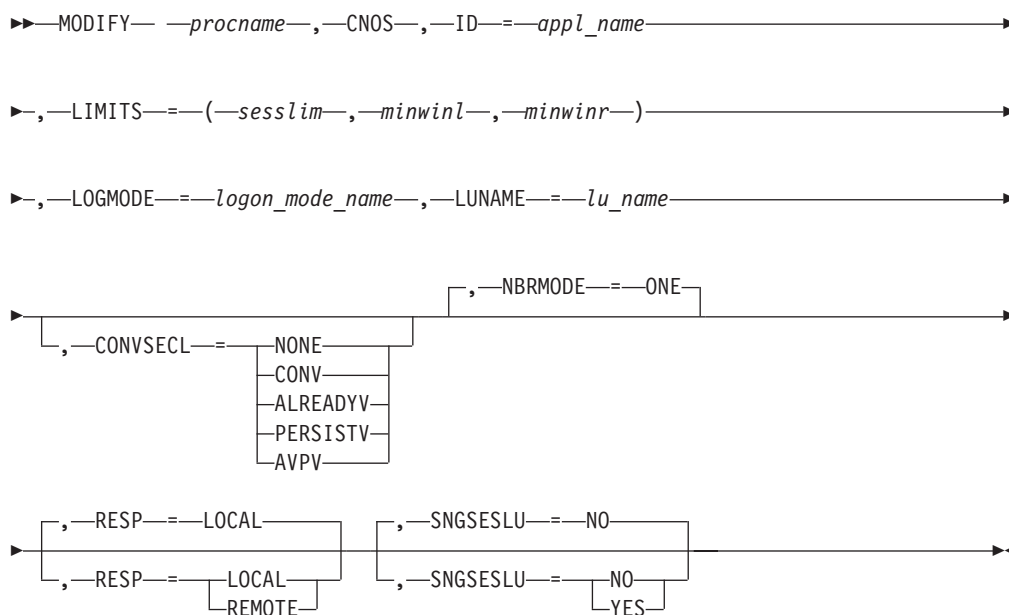 MODIFY procname , CNOS , ID = appl_name
, LIMITS = ( sesslim , minwinl , minwinr )
, LOGMODE = logon_mode_name , LUNAME = lu_name
, NBRMODE = ONE
, CONVSECL = NONE
CONV
ALREADYV
PERSISTV
AVPV
, RESP = LOCAL , SNGSESLU = NO
, RESP = LOCAL , SNGSESLU = NO
REMOTE YES